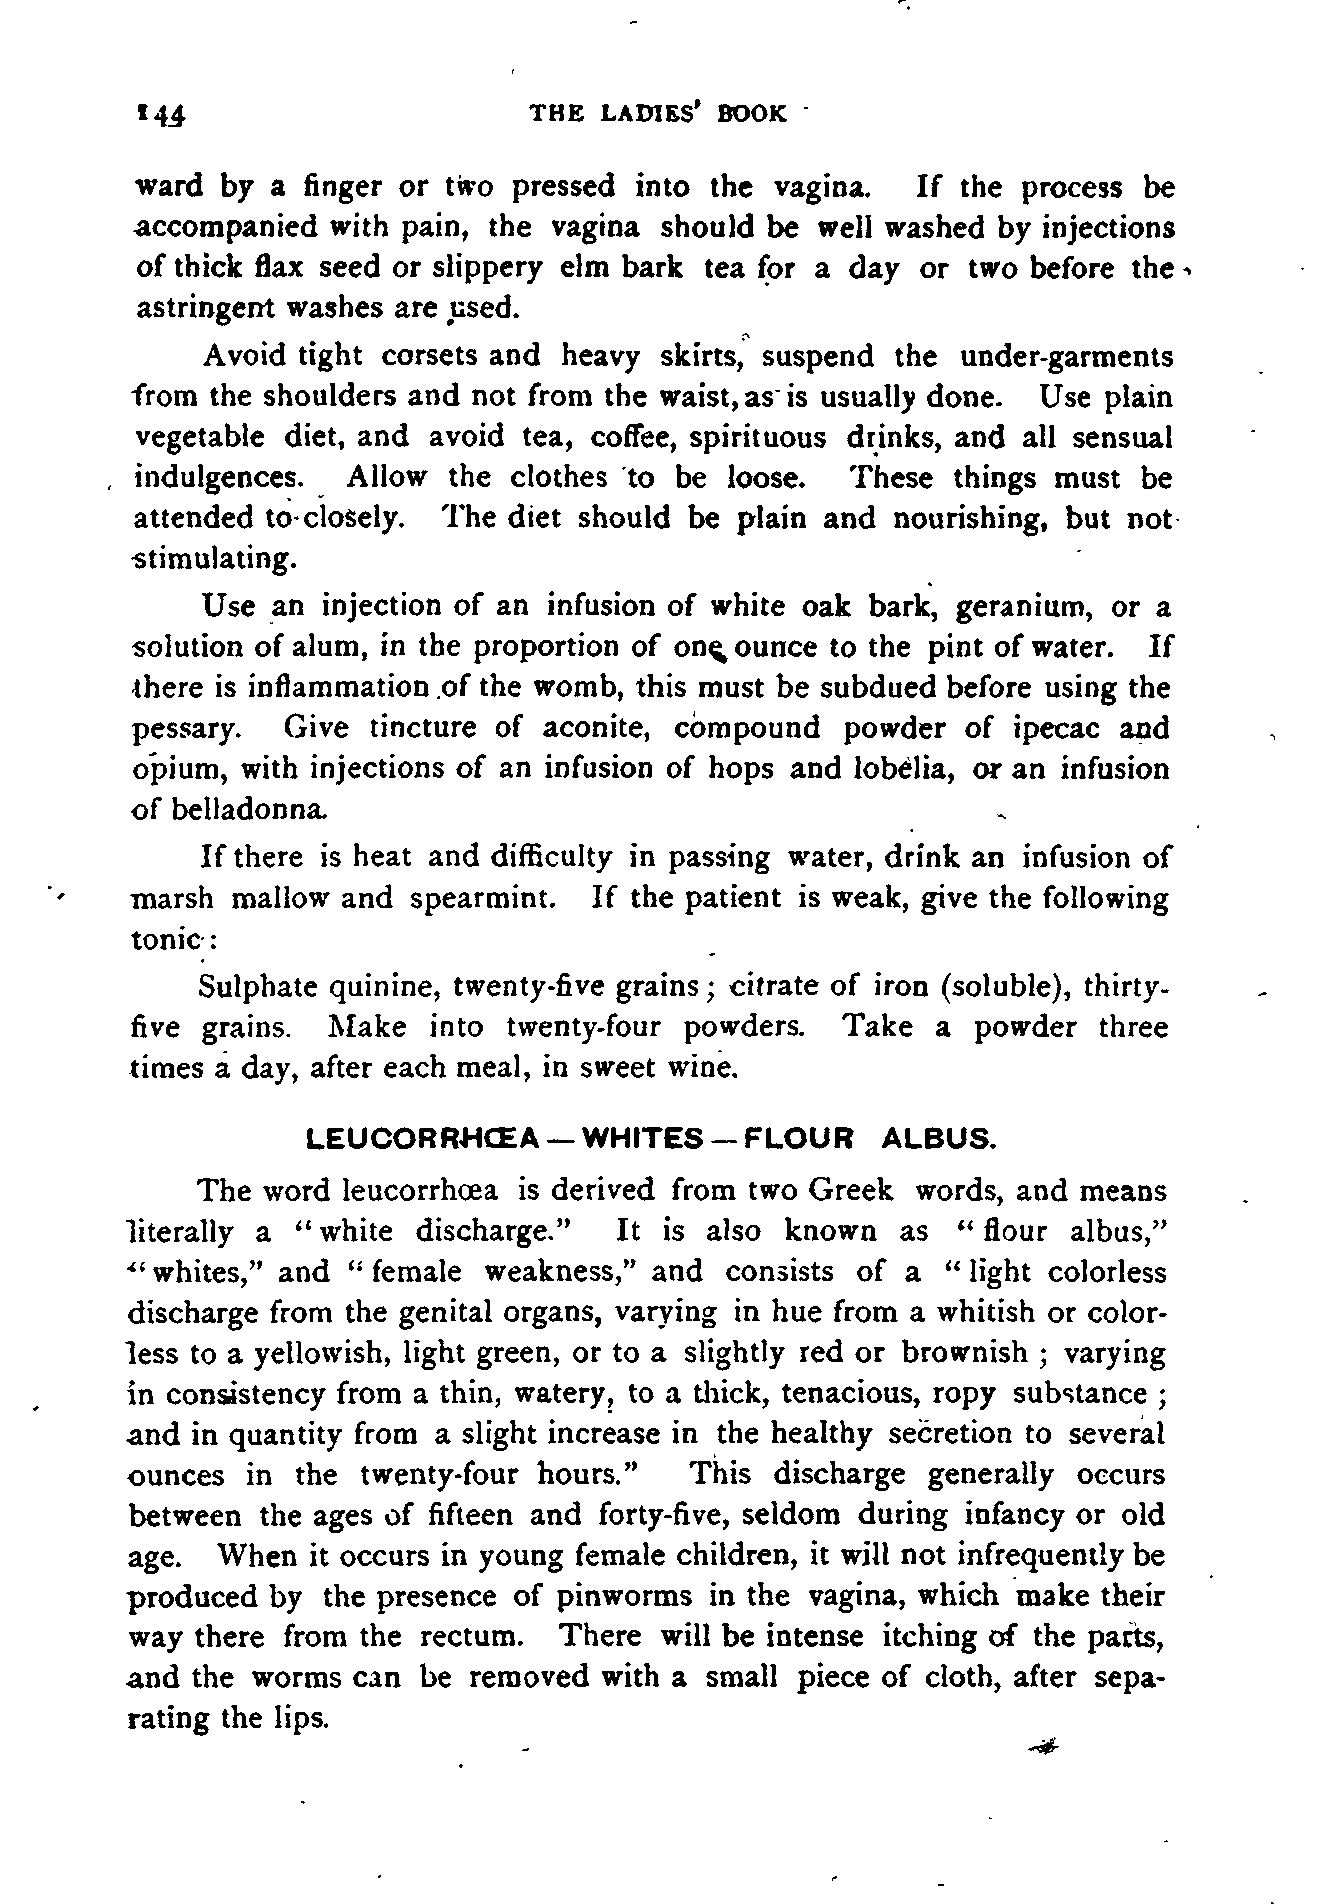 144 THE LADIES' BOOK
ward by a finger or two pressed into the vagina. If the process be
accompanied with pain, the vagina should be well washed by injections
of thick flax seed or slippery elm bark tea for a day or two before the
astringent washes are used.
Avoid tight corsets and heavy skirts, suspend the under-garments
from the shoulders and not from the waist, as is usually done. Use plain
vegetable diet, and avoid tea, coffee, spirituous drinks, and all sensual
indulgences. Allow the clothes to be loose. These things must be
attended to closely. The diet should be plain and nourishing, but not
stimulating.
Use an injection of an infusion of white oak bark, geranium, or a
solution of alum, in the proportion of one ounce to the pint of water. If
there is inflammation of the womb, this must be subdued before using the
pessary. Give tincture of aconite, compound powder of ipecac and
opium, with injections of an infusion of hops and lobelia, or an infusion
of belladonna.
If there is heat and difficulty in passing water, drink an infusion of
marsh mallow and spearmint. If the patient is weak, give the following
tonic:
Sulphate quinine, twenty-five grains; citrate of iron (soluble), thirty-
five grains. Make into twenty-four powders. Take a powder three
times a day, after each meal, in sweet wine.
LEUCORRHŒA — WHITES — FLOUR ALBUS.
The word leucorrhœa is derived from two Greek words, and means
literally a "white discharge." It is also known as "flour albus,"
"whites," and "female weakness," and consists of a "light colorless
discharge from the genital organs, varying in hue from a whitish or color-
less to a yellowish, light green, or to a slightly red or brownish; varying
in consistency from a thin, watery, to a thick, tenacious, ropy substance;
and in quantity from a slight increase in the healthy secretion to several
ounces in the twenty-four hours." This discharge generally occurs
between the ages of fifteen and forty-five, seldom during infancy or old
age. When it occurs in young female children, it will not infrequently be
produced by the presence of pinworms in the vagina, which make their
way there from the rectum. There will be intense itching of the parts,
and the worms can be removed with a small piece of cloth, after sepa-
rating the lips.